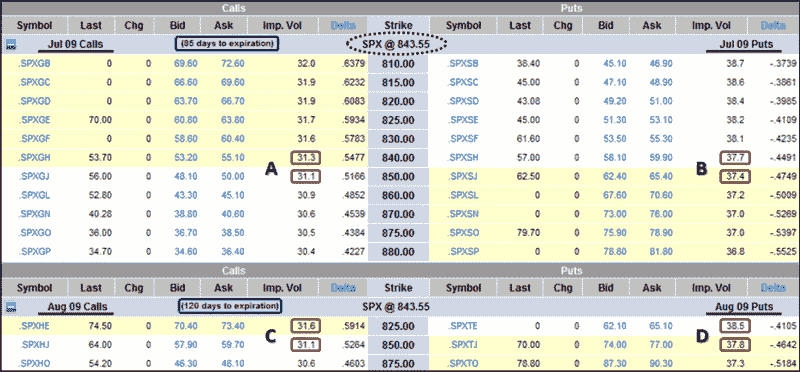 Calls Puts
Symbol Last Chg Bid Ask Imp. Vol Delta Strike Symbol Last Chg Bid Ask Imp. Vol Delta
Jul 09 Calls (85 days to expiration) SPX @ 843.55 Jul 09 Puts
.SPXGB 0 0 69.60 72.60 32.0 .6379 810.00 .SPXSB 38.40 0 45.10 46.90 38.7 -.3739
.SPXGC 0 0 66.60 69.60 31.9 .6232 815.00 .SPXSC 45.00 0 47.10 48.90 38.6 -.3861
.SPXGD 0 0 63.70 66.70 31.9 .6083 820.00 .SPXSD 43.08 0 49.20 51.00 38.4 -.3985
.SPXGE 70.00 0 60.80 63.80 31.7 .5934 825.00 .SPXSE 45.00 0 51.30 53.10 38.2 -.4109
.SPXGF 0 0 58.60 60.40 31.6 .5783 830.00 .SPXSF 61.60 0 53.50 55.30 38.1 -.4235
.SPXGH 53.70 0 53.20 55.10 A 31.3 .5477 840.00 .SPXSH 57.00 0 58.10 59.90 B 37.7 -.4491
.SPXGJ 56.00 0 48.10 50.00 31.1 .5166 850.00 .SPXSJ 62.50 0 62.40 65.40 37.4 -.4749
.SPXGL 52.80 0 43.30 45.10 30.9 .4852 860.00 .SPXSL 0 0 67.60 70.60 37.2 -.5009
.SPXGN 40.28 0 38.80 40.60 30.6 .4539 870.00 .SPXSN 0 0 73.00 76.00 37.0 -.5269
.SPXGO 36.00 0 36.70 38.50 30.5 .4384 875.00 .SPXSO 79.70 0 75.90 78.90 37.0 -.5397
.SPXGP 34.70 0 34.60 36.40 30.4 .4227 880.00 .SPXSP 0 0 78.80 81.80 36.8 -.5525
Calls Puts
Symbol Last Chg Bid Ask Imp. Vol Delta Strike Symbol Last Chg Bid Ask Imp. Vol Delta
Aug 09 Calls (120 days to expiration) SPX @ 843.55 Aug 09 Puts
.SPXHE 74.50 0 70.40 73.40 C 31.6 .5914 825.00 .SPXTE 0 0 62.10 65.10 D 38.5 -.4105
.SPXHJ 64.00 0 57.90 59.70 31.1 .5264 850.00 .SPXTJ 70.00 0 74.00 77.00 37.8 -.4642
.SPXHO 54.20 0 46.30 48.10 30.6 .4603 875.00 .SPXTO 78.80 0 87.30 90.30 37.3 -.5184